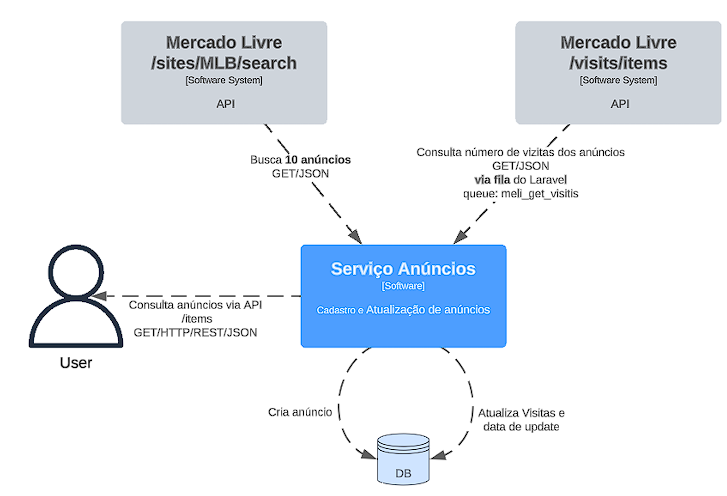 Mercado Livre
/sites/MLB/search
[Software System]
API
Mercado Livre
/visits/items
[Software System]
API
Busca 10 anúncios
GET/JSON
Consulta número de vizitas dos anúncios
GET/JSON
via fila do Laravel
queue: meli_get_visitis
Serviço Anúncios
[Software]
Cadastro e Atualização de anúncios
Consulta anúncios via API
/items
GET/HTTP/REST/JSON
User
Cria anúncio
Atualiza Visitas e
data de update
DB